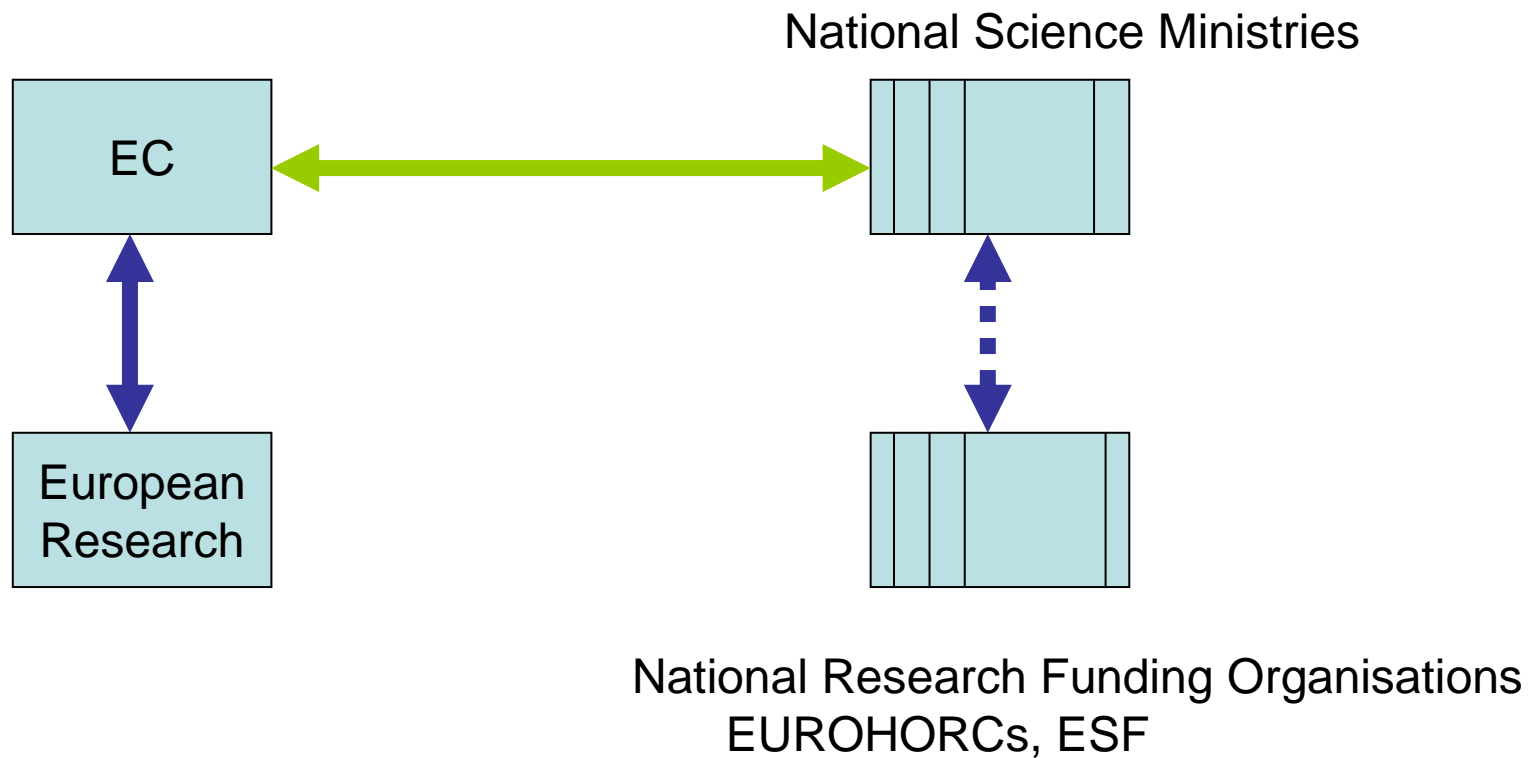 National Science Ministries
EC
European
Research
National Research Funding Organisations
EUROHORCs, ESF